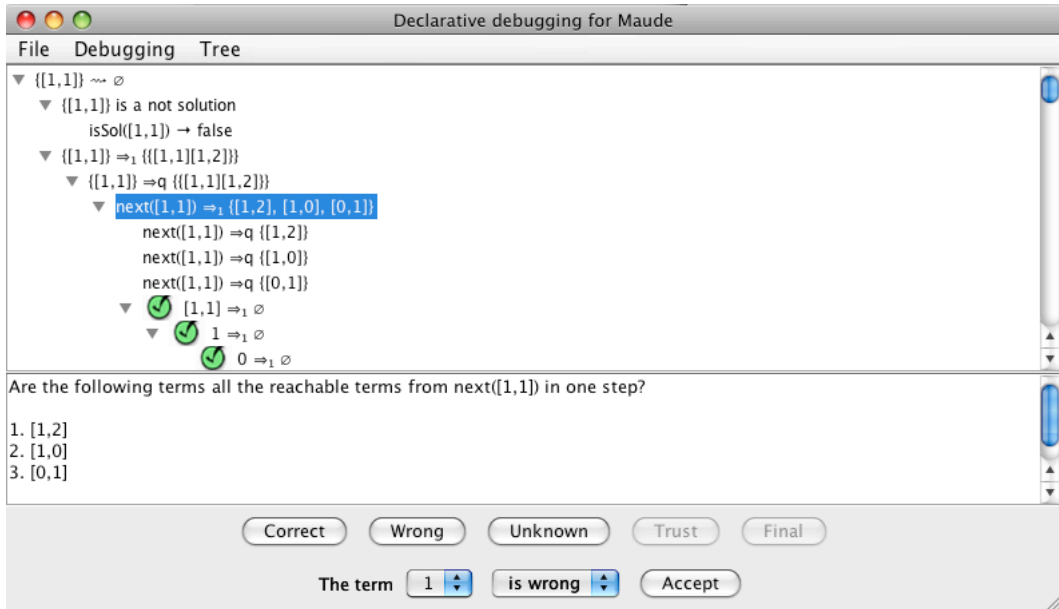 Declarative debugging for Maude
File Debugging Tree
▼ {[1,1]} ⇝ ∅
▼ {[1,1]} is a not solution
isSol([1,1]) → false
▼ {[1,1]} ⇒₁ {{[1,1][1,2]}}
▼ {[1,1]} ⇒q {{[1,1][1,2]}}
▼ next([1,1]) ⇒₁ {[1,2], [1,0], [0,1]}
next([1,1]) ⇒q {[1,2]}
next([1,1]) ⇒q {[1,0]}
next([1,1]) ⇒q {[0,1]}
▼ [1,1] ⇒₁ ∅
▼ 1 ⇒₁ ∅
0 ⇒₁ ∅
Are the following terms all the reachable terms from next([1,1]) in one step?
1. [1,2]
2. [1,0]
3. [0,1]
Correct Wrong Unknown Trust Final
The term 1 is wrong Accept